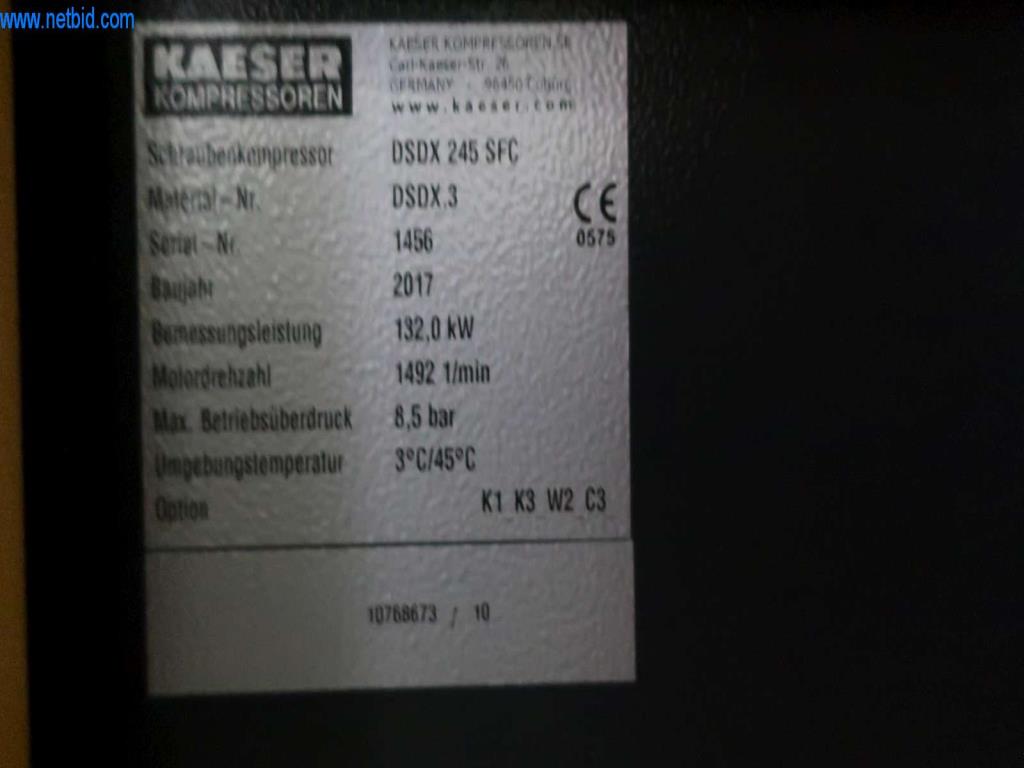 www.netbid.com
KAESER
KOMPRESSOREN
KAESER KOMPRESSOREN SE
Carl-Kaeser-Str. 26
GERMANY - 96450 Coburg
www.kaeser.com
Schraubenkompressor DSDX 245 SFC
Material-Nr. DSDX.3
Serial-Nr. 1456
CE
0575
Baujahr 2017
Bemessungsleistung 132,0 kW
Motordrehzahl 1492 1/min
Max. Betriebsüberdruck 8,5 bar
Umgebungstemperatur 3°C/45°C
Option K1 K3 W2 C3
10768673 / 10